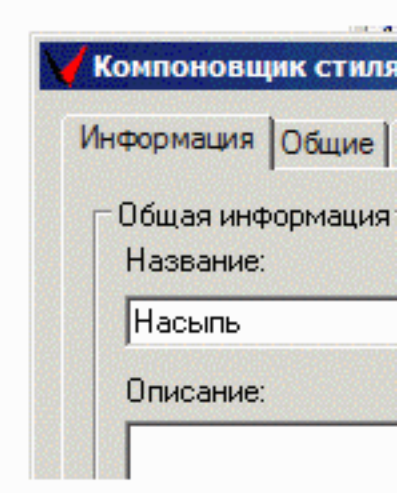 Компоновщик стиля
Информация Общие
Общая информация
Название:
Насыпь
Описание: